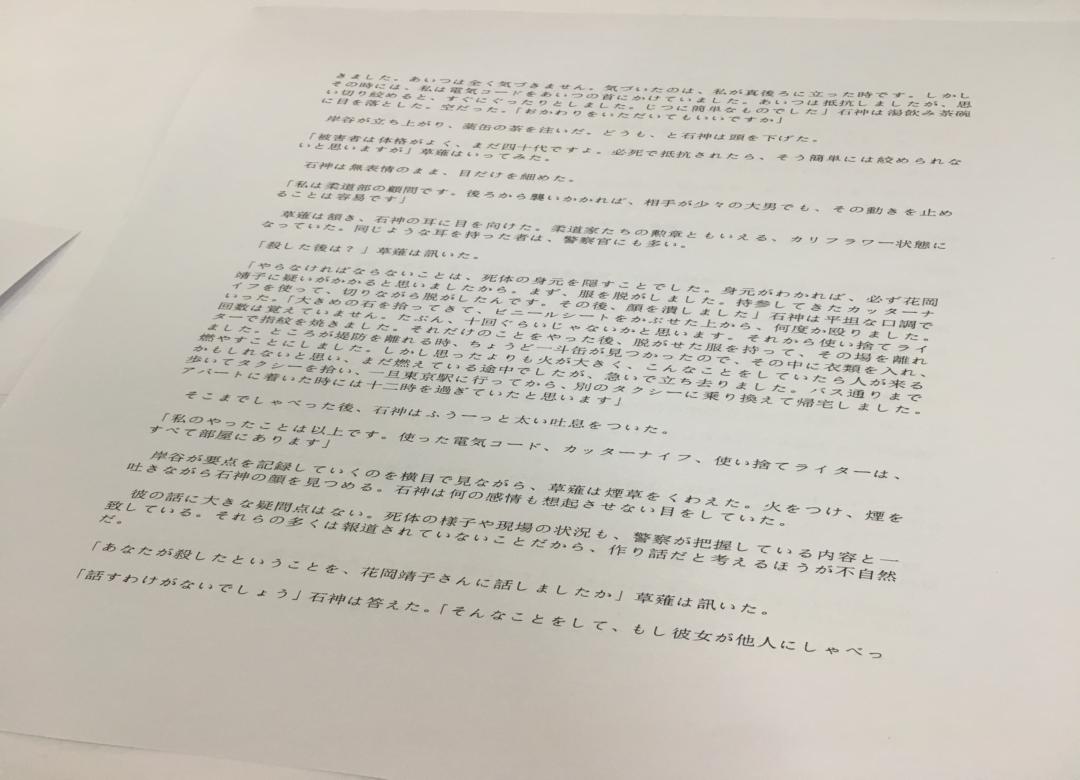 きました。あいつは全く気づきません。気づいたのは、私が真後ろに立った時です。しかし
その時には、私は電気コードをあいつの首にかけていました。あいつは抵抗しましたが、思
い切り絞めると、すぐにぐったりとしました。じつに簡単なものでした」石神は湯飲み茶碗
に目を落とした。空だった。「おかわりをいただいてもいいですか」
岸谷が立ち上がり、薬缶の茶を注いだ。どうも、と石神は頭を下げた。
「被害者は体格がよく、まだ四十代ですよ。必死で抵抗されたら、そう簡単には絞められな
いと思いますが」草薙はいってみた。
石神は無表情のまま、目だけを細めた。
「私は柔道部の顧問です。後ろから襲いかかれば、相手が少々の大男でも、その動きを止め
ることは容易です」
草薙は頷き、石神の耳に目を向けた。柔道家たちの勲章ともいえる、カリフラワー状態に
なっていた。同じような耳を持った者は、警察官にも多い。
「殺した後は？」草薙は訊いた。
「やらなければならないことは、死体の身元を隠すことでした。身元がわかれば、必ず花岡
靖子に疑いがかかると思いましたから。まず、服を脱がしました。持参してきたカッターナ
イフを使って、切りながら脱がしたんです。その後、顔を潰しました」石神は平坦な口調で
いった。「大きめの石を拾ってきて、ビニールシートをかぶせた上から、何度か殴りました。
回数は覚えていません。たぶん、十回ぐらいじゃないかと思います。それから使い捨てライ
ターで指紋を焼きました。それだけのことをやった後、脱がせた服を持って、その場を離れ
ました。ところが堤防を離れる時、ちょうど一斗缶が見つかったので、その中に衣類を入れ、
燃やすことにしました。しかし思ったよりも火が大きく、こんなことをしていたら人が来る
かもしれないと思い、まだ燃えている途中でしたが、急いで立ち去りました。バス通りまで
歩いてタクシーを拾い、一旦東京駅に行ってから、別のタクシーに乗り換えて帰宅しました。
アパートに着いた時には十二時を過ぎていたと思います」
そこまでしゃべった後、石神はふうーっと太い吐息をついた。
「私のやったことは以上です。使った電気コード、カッターナイフ、使い捨てライターは、
すべて部屋にあります」
岸谷が要点を記録していくのを横目で見ながら、草薙は煙草をくわえた。火をつけ、煙を
吐きながら石神の顔を見つめる。石神は何の感情も想起させない目をしていた。
彼の話に大きな疑問点はない。死体の様子や現場の状況も、警察が把握している内容と一
致している。それらの多くは報道されていないことだから、作り話だと考えるほうが不自然
だ。
「あなたが殺したということを、花岡靖子さんに話しましたか」草薙は訊いた。
「話すわけがないでしょう」石神は答えた。「そんなことをして、もし彼女が他人にしゃべっ